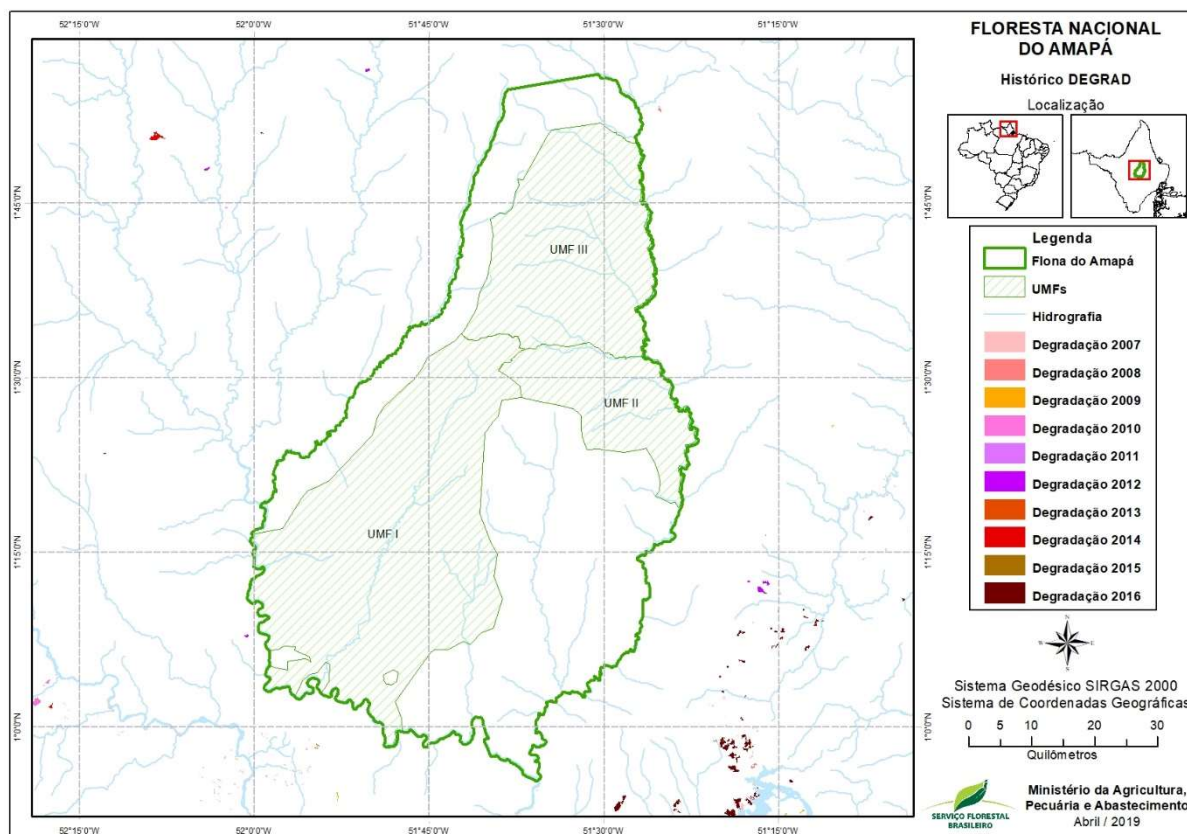 FLORESTA NACIONAL
DO AMAPÁ
Histórico DEGRAD
Localização
Legenda
Flona do Amapá
UMFs
Hidrografia
Degradação 2007
Degradação 2008
Degradação 2009
Degradação 2010
Degradação 2011
Degradação 2012
Degradação 2013
Degradação 2014
Degradação 2015
Degradação 2016
Sistema Geodésico SIRGAS 2000
Sistema de Coordenadas Geográficas
0 5 10 20 30
Quilômetros
SERVIÇO FLORESTAL
BRASILEIRO
Ministério da Agricultura,
Pecuária e Abastecimento
Abril / 2019
52°15'0"W 52°0'0"W 51°45'0"W 51°30'0"W 51°15'0"W
1°45'0"N 1°45'0"N
UMF III
1°30'0"N 1°30'0"N
UMF II
UMF I
1°15'0"N 1°15'0"N
1°0'0"N 1°0'0"N
52°15'0"W 52°0'0"W 51°45'0"W 51°30'0"W 51°15'0"W